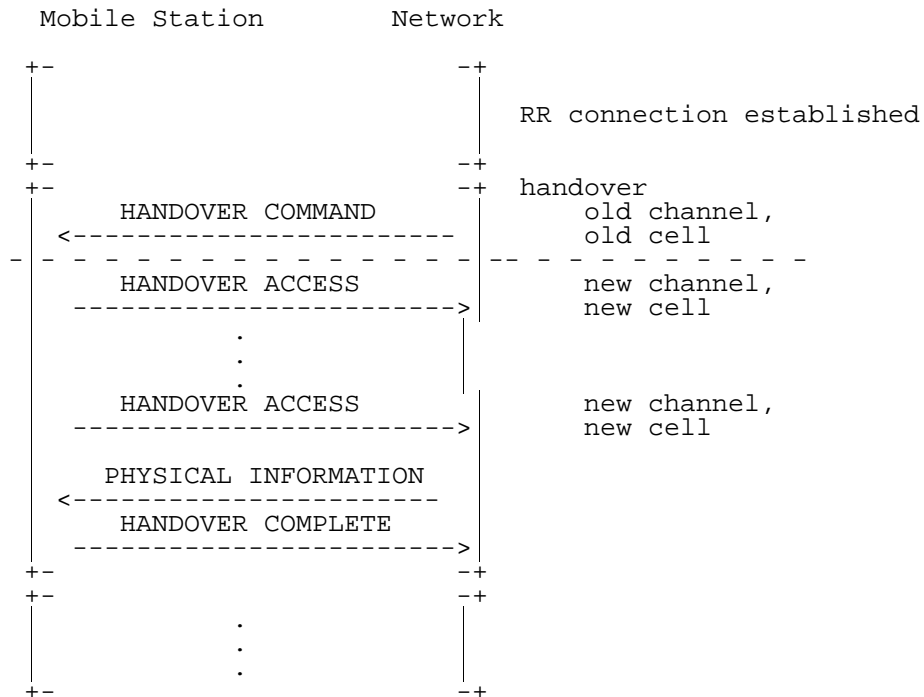 Mobile Station Network
RR connection established
handover
HANDOVER COMMAND old channel,
old cell
HANDOVER ACCESS new channel,
new cell
.
.
.
HANDOVER ACCESS new channel,
new cell
PHYSICAL INFORMATION
HANDOVER COMPLETE
.
.
.